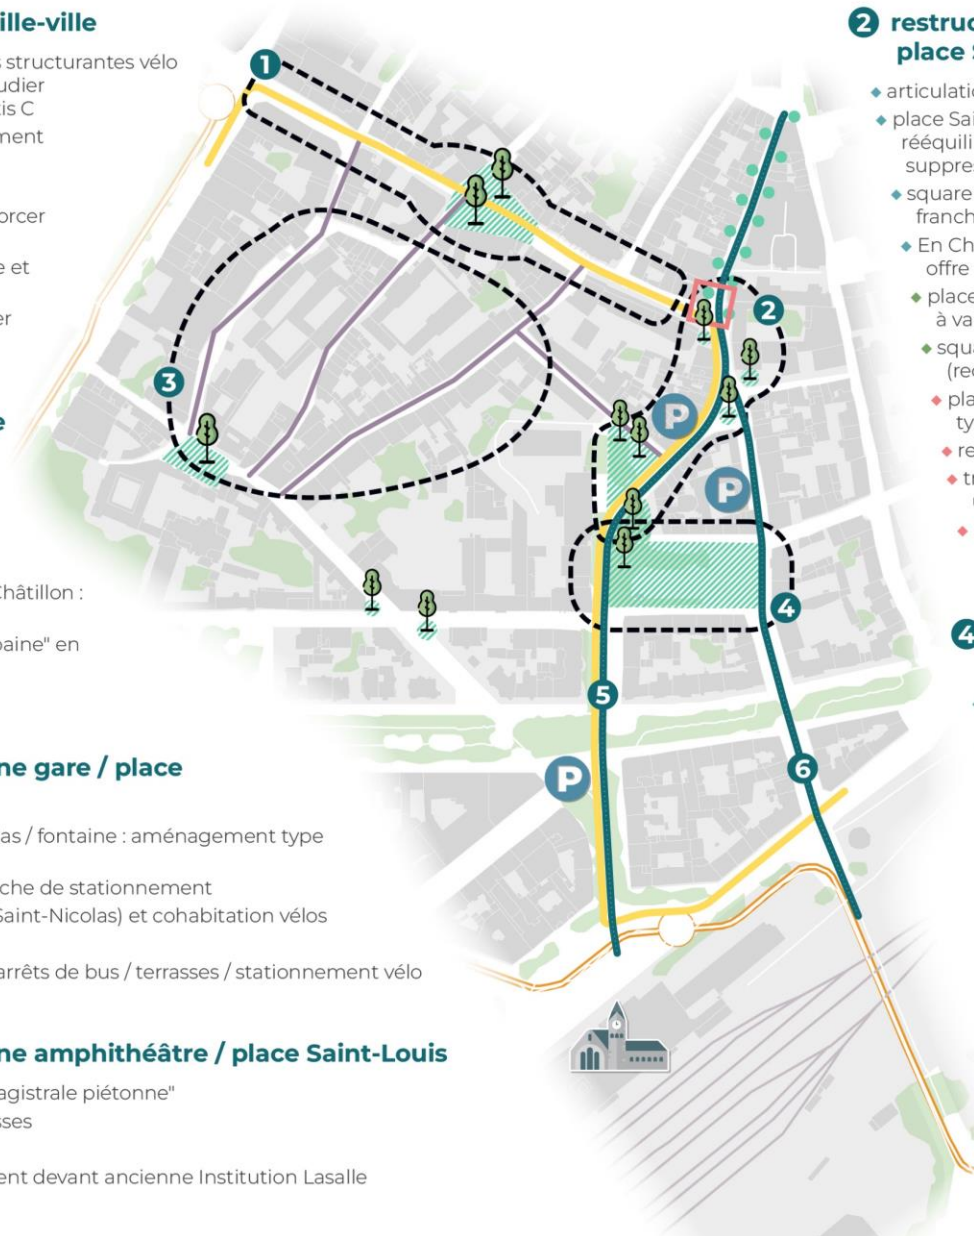 ille-ville
s structurantes vélo
udier
tis C
ment
orcer
e et
er
e
Châtillon :
baine" en
ne gare / place
as / fontaine : aménagement type
che de stationnement
Saint-Nicolas) et cohabitation vélos
arrêts de bus / terrasses / stationnement vélo
ne amphithéâtre / place Saint-Louis
agistrale piétonne"
sses
ent devant ancienne Institution Lasalle
1
2
3
P
P
4
5
6
P
2 restruc
place S
articulatio
place Sai
rééquili
suppres
square
franch
En Ch
offre
place
à va
squa
(rec
pla
ty
re
tr
4